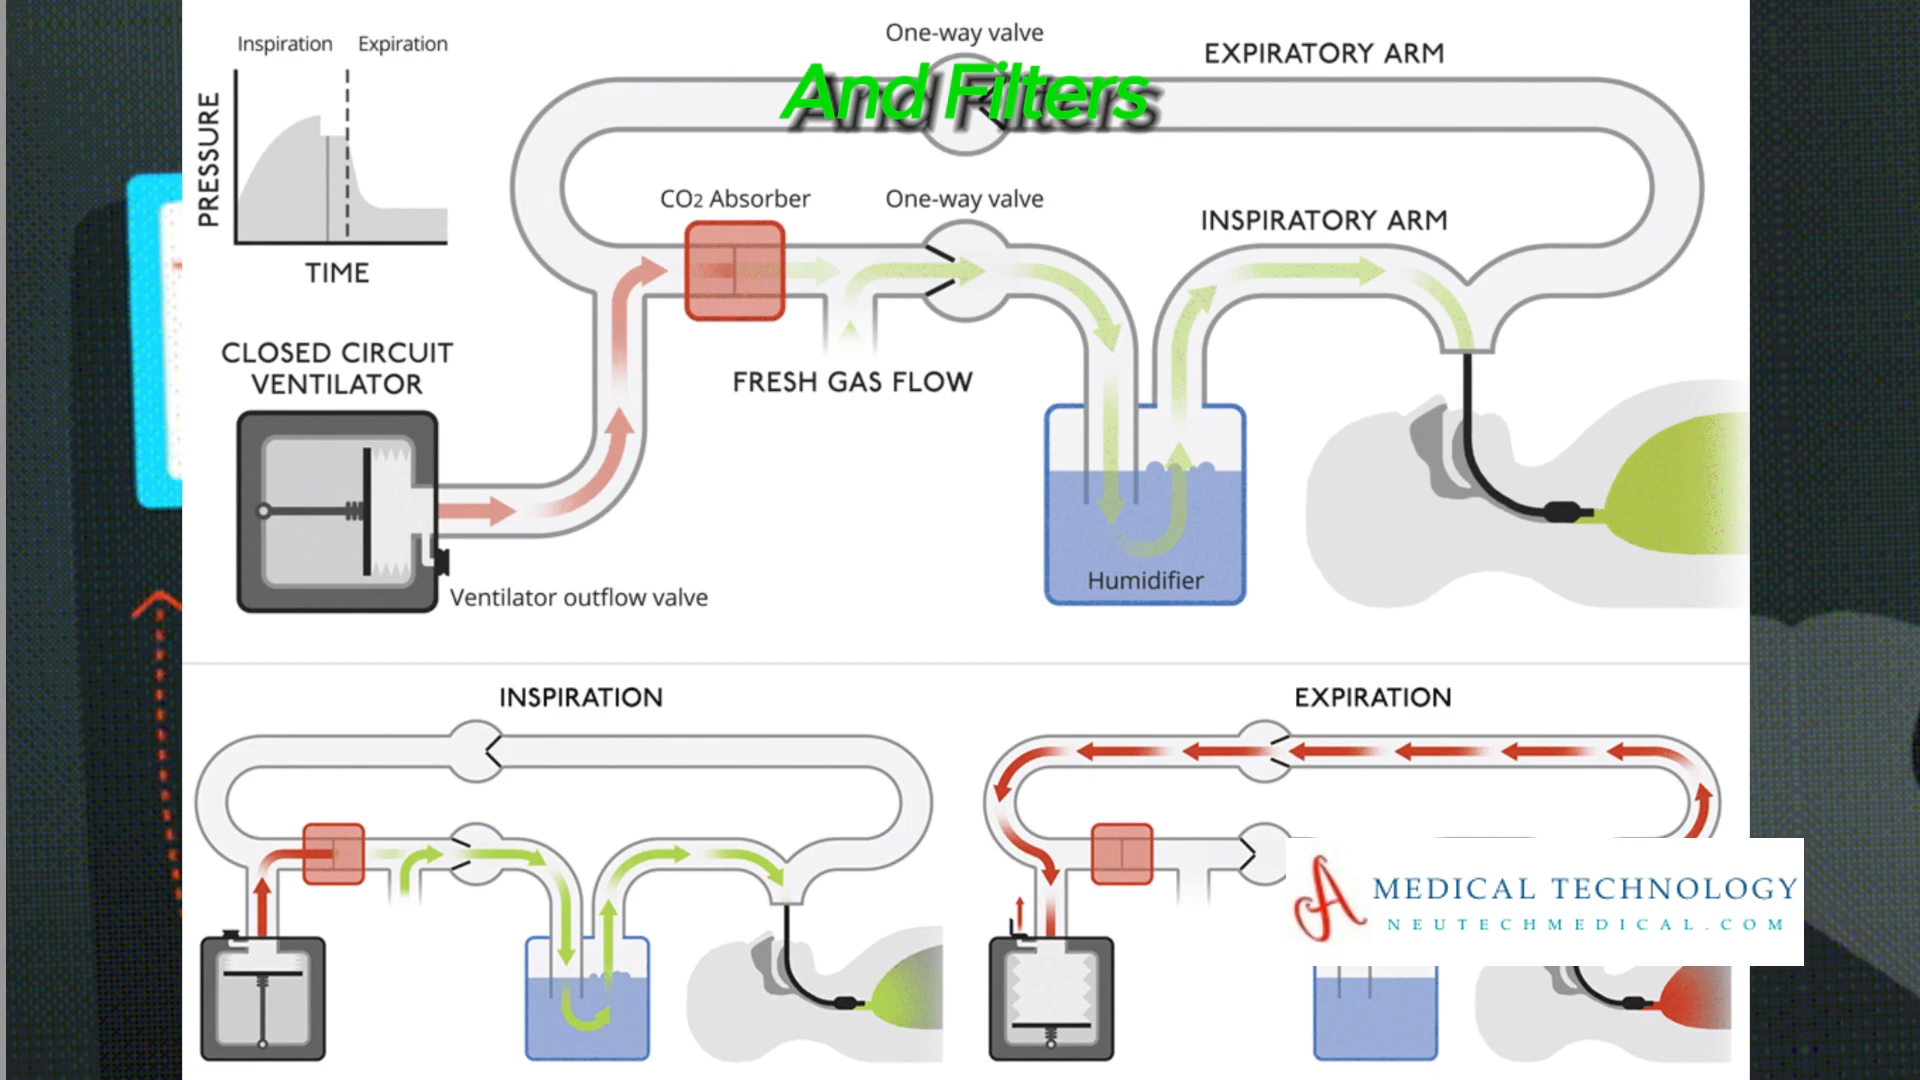 Inspiration
Expiration
PRESSURE
TIME
One-way valve
And Filters
EXPIRATORY ARM
CO2 Absorber
One-way valve
INSPIRATORY ARM
FRESH GAS FLOW
CLOSED CIRCUIT
VENTILATOR
Ventilator outflow valve
Humidifier
INSPIRATION
EXPIRATION
A MEDICAL TECHNOLOGY
NEUTECHMEDICAL.COM